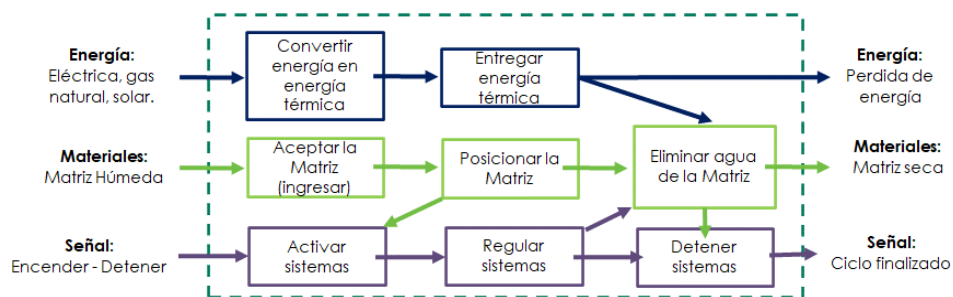 Energía:
Eléctrica, gas
natural, solar.
Convertir
energía en
energía
térmica
Entregar
energía
térmica
Energía:
Perdida de
energía
Materiales:
Matriz Húmeda
Aceptar la
Matriz
(ingresar)
Posicionar la
Matriz
Eliminar agua
de la Matriz
Materiales:
Matriz seca
Señal:
Encender - Detener
Activar
sistemas
Regular
sistemas
Detener
sistemas
Señal:
Ciclo finalizado